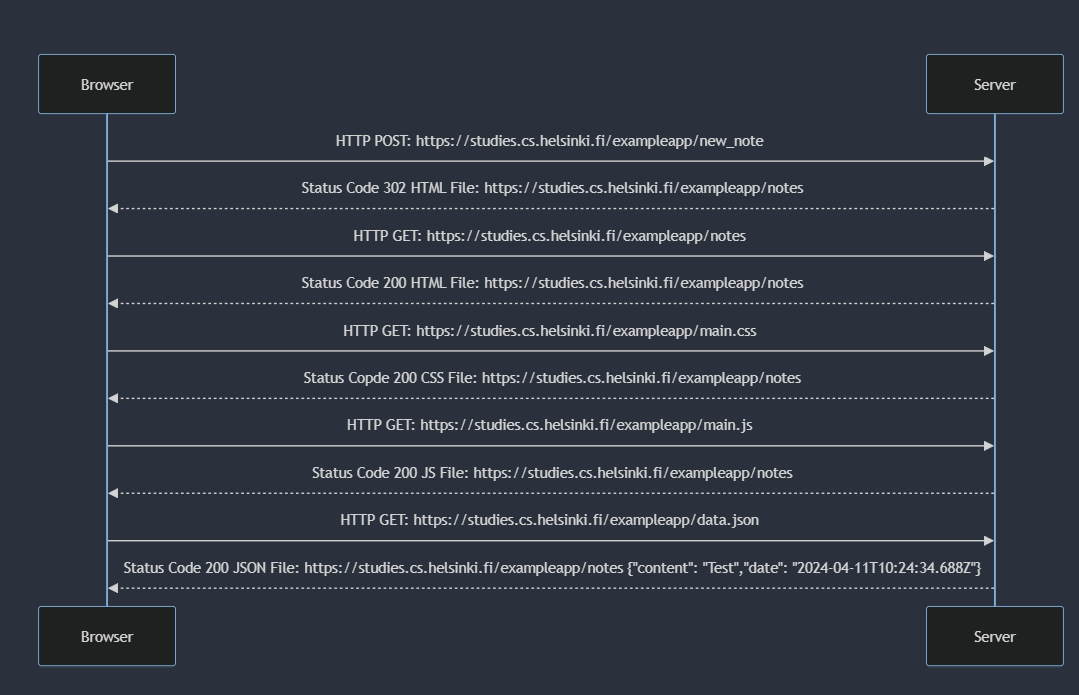 Browser
Server
HTTP POST: https://studies.cs.helsinki.fi/exampleapp/new_note
Status Code 302 HTML File: https://studies.cs.helsinki.fi/exampleapp/notes
HTTP GET: https://studies.cs.helsinki.fi/exampleapp/notes
Status Code 200 HTML File: https://studies.cs.helsinki.fi/exampleapp/notes
HTTP GET: https://studies.cs.helsinki.fi/exampleapp/main.css
Status Copde 200 CSS File: https://studies.cs.helsinki.fi/exampleapp/notes
HTTP GET: https://studies.cs.helsinki.fi/exampleapp/main.js
Status Code 200 JS File: https://studies.cs.helsinki.fi/exampleapp/notes
HTTP GET: https://studies.cs.helsinki.fi/exampleapp/data.json
Status Code 200 JSON File: https://studies.cs.helsinki.fi/exampleapp/notes {"content": "Test","date": "2024-04-11T10:24:34.688Z"}
Browser
Server